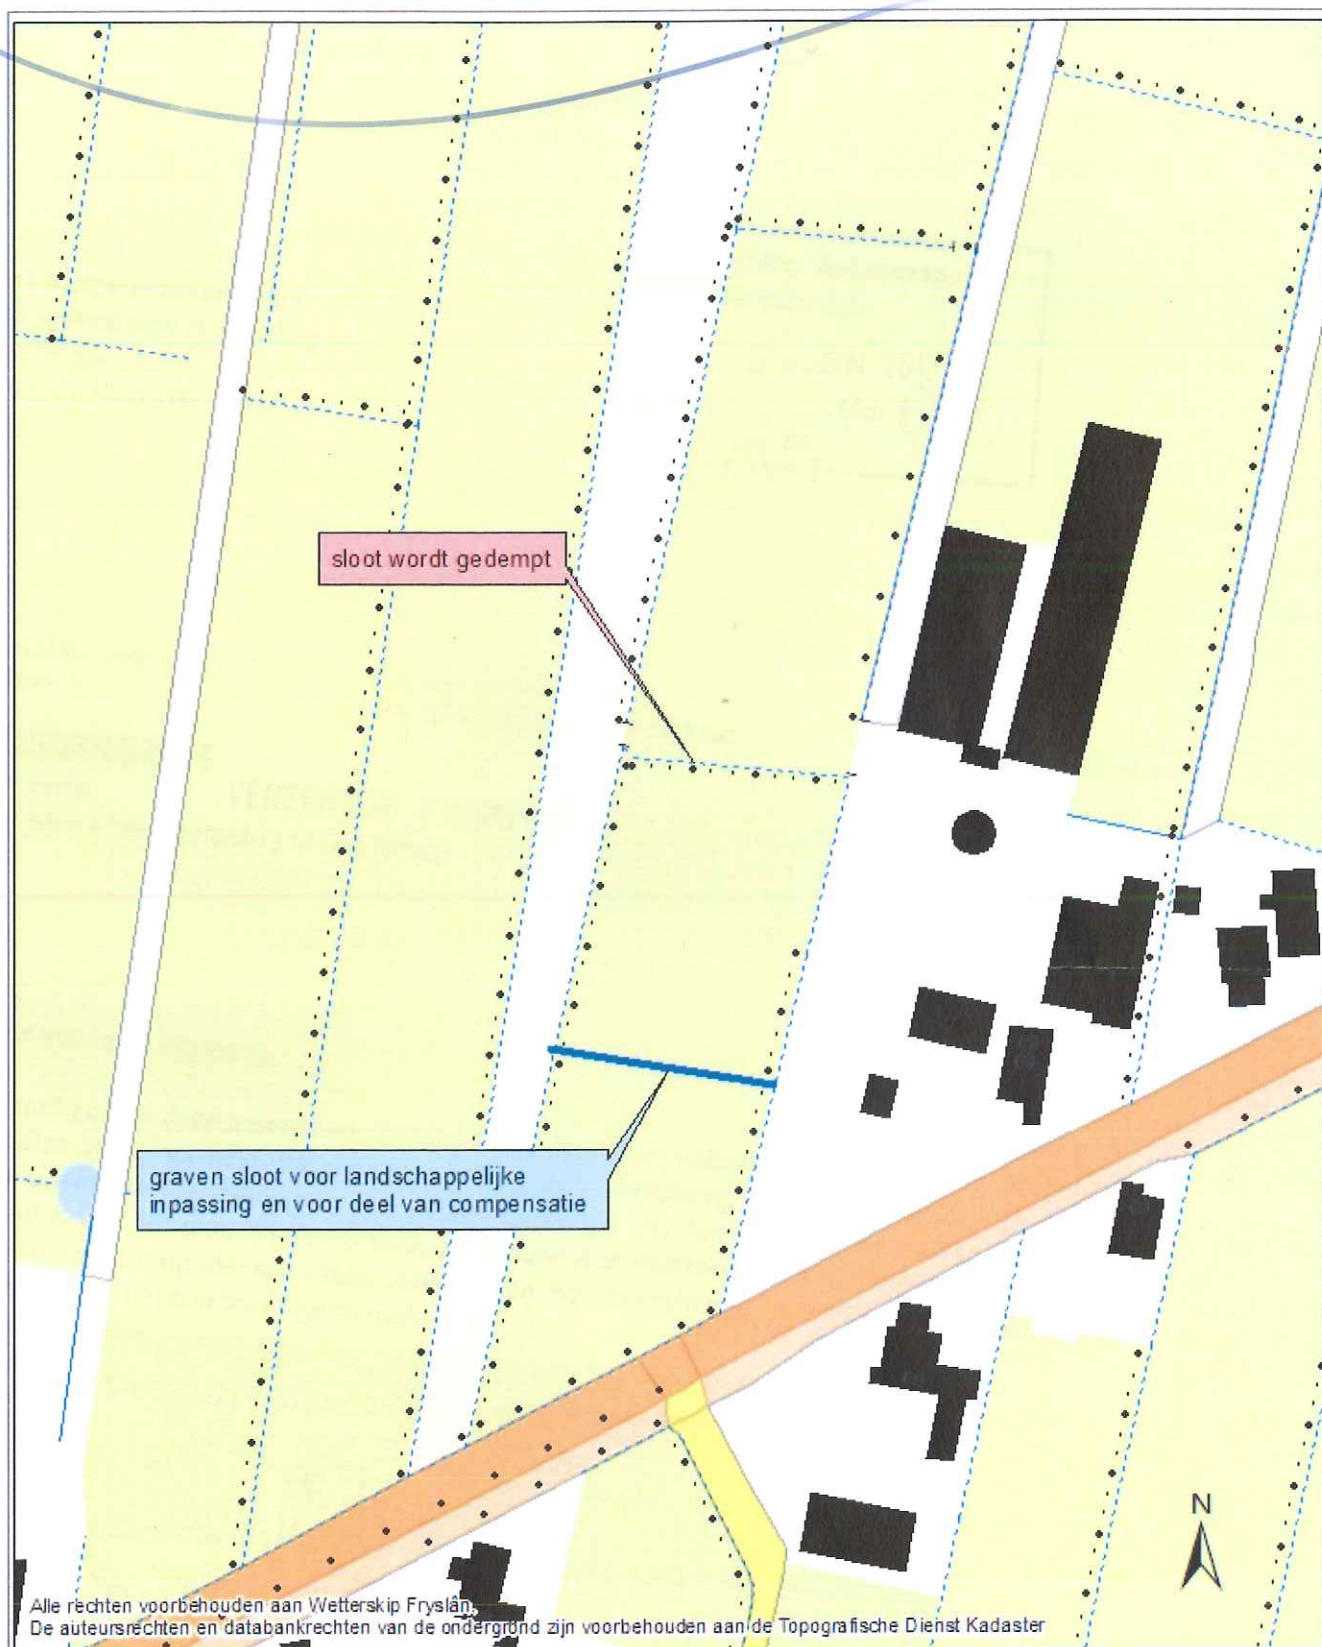 sloot wordt gedempt
graven sloot voor landschappelijke
inpassing en voor deel van compensatie
N
Alle rechten voorbehouden aan Wetterskip Fryslân,
De auteursrechten en databankrechten van de ondergrond zijn voorbehouden aan de Topografische Dienst Kadaster